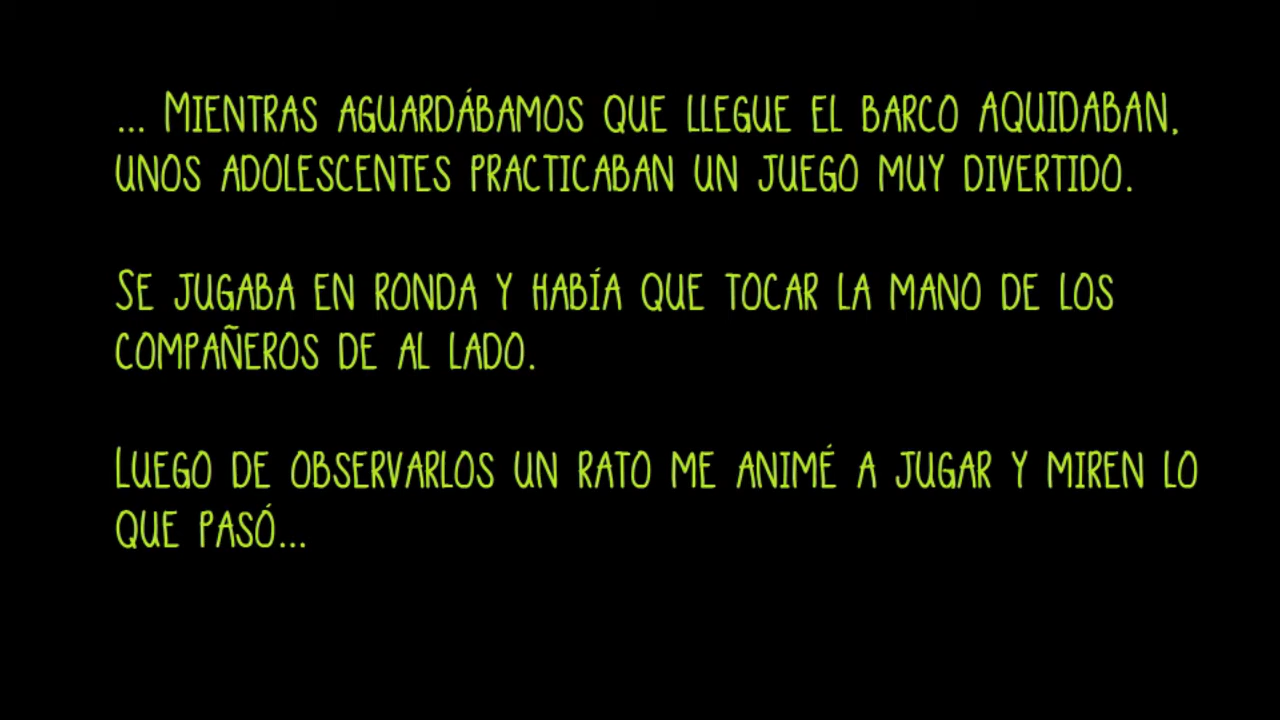 ... Mientras aguardábamos que llegue el barco AQUIDABAN,
unos adolescentes practicaban un juego muy divertido.
Se jugaba en ronda y había que tocar la mano de los
compañeros de al lado.
Luego de observarlos un rato me animé a jugar y miren lo
que pasó...